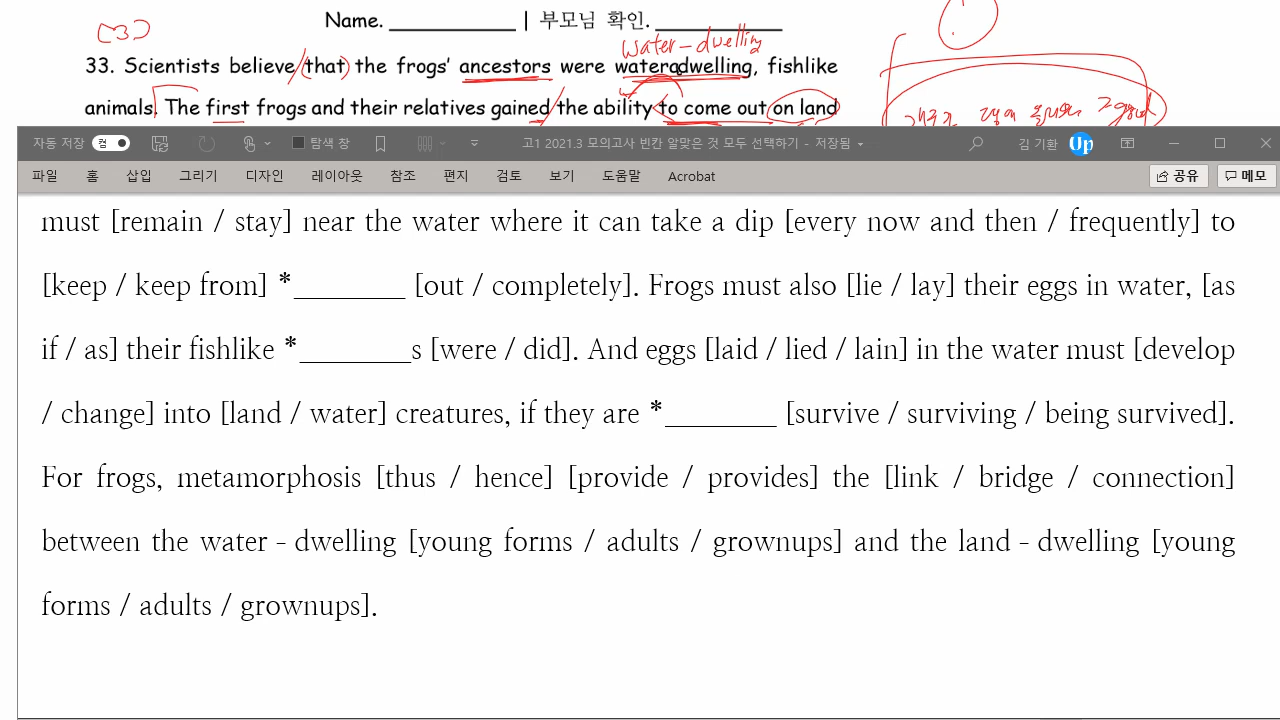 Name. ____________ | 부모님 확인. ____________
[33]
water-dwelling
33. Scientists believe that the frogs' ancestors were wateradwelling, fishlike
animals. The first frogs and their relatives gained the ability to come out on land
자동 저장 컴 탐색 창 고1 2021.3 모의고사 빈칸 알맞은 것 모두 선택하기 - 저장됨 김 기환 Up
파일 홈 삽입 그리기 디자인 레이아웃 참조 편지 검토 보기 도움말 Acrobat 공유 메모
must [remain / stay] near the water where it can take a dip [every now and then / frequently] to
[keep / keep from] *________ [out / completely]. Frogs must also [lie / lay] their eggs in water, [as
if / as] their fishlike *________s [were / did]. And eggs [laid / lied / lain] in the water must [develop
/ change] into [land / water] creatures, if they are *________ [survive / surviving / being survived].
For frogs, metamorphosis [thus / hence] [provide / provides] the [link / bridge / connection]
between the water - dwelling [young forms / adults / grownups] and the land - dwelling [young
forms / adults / grownups].